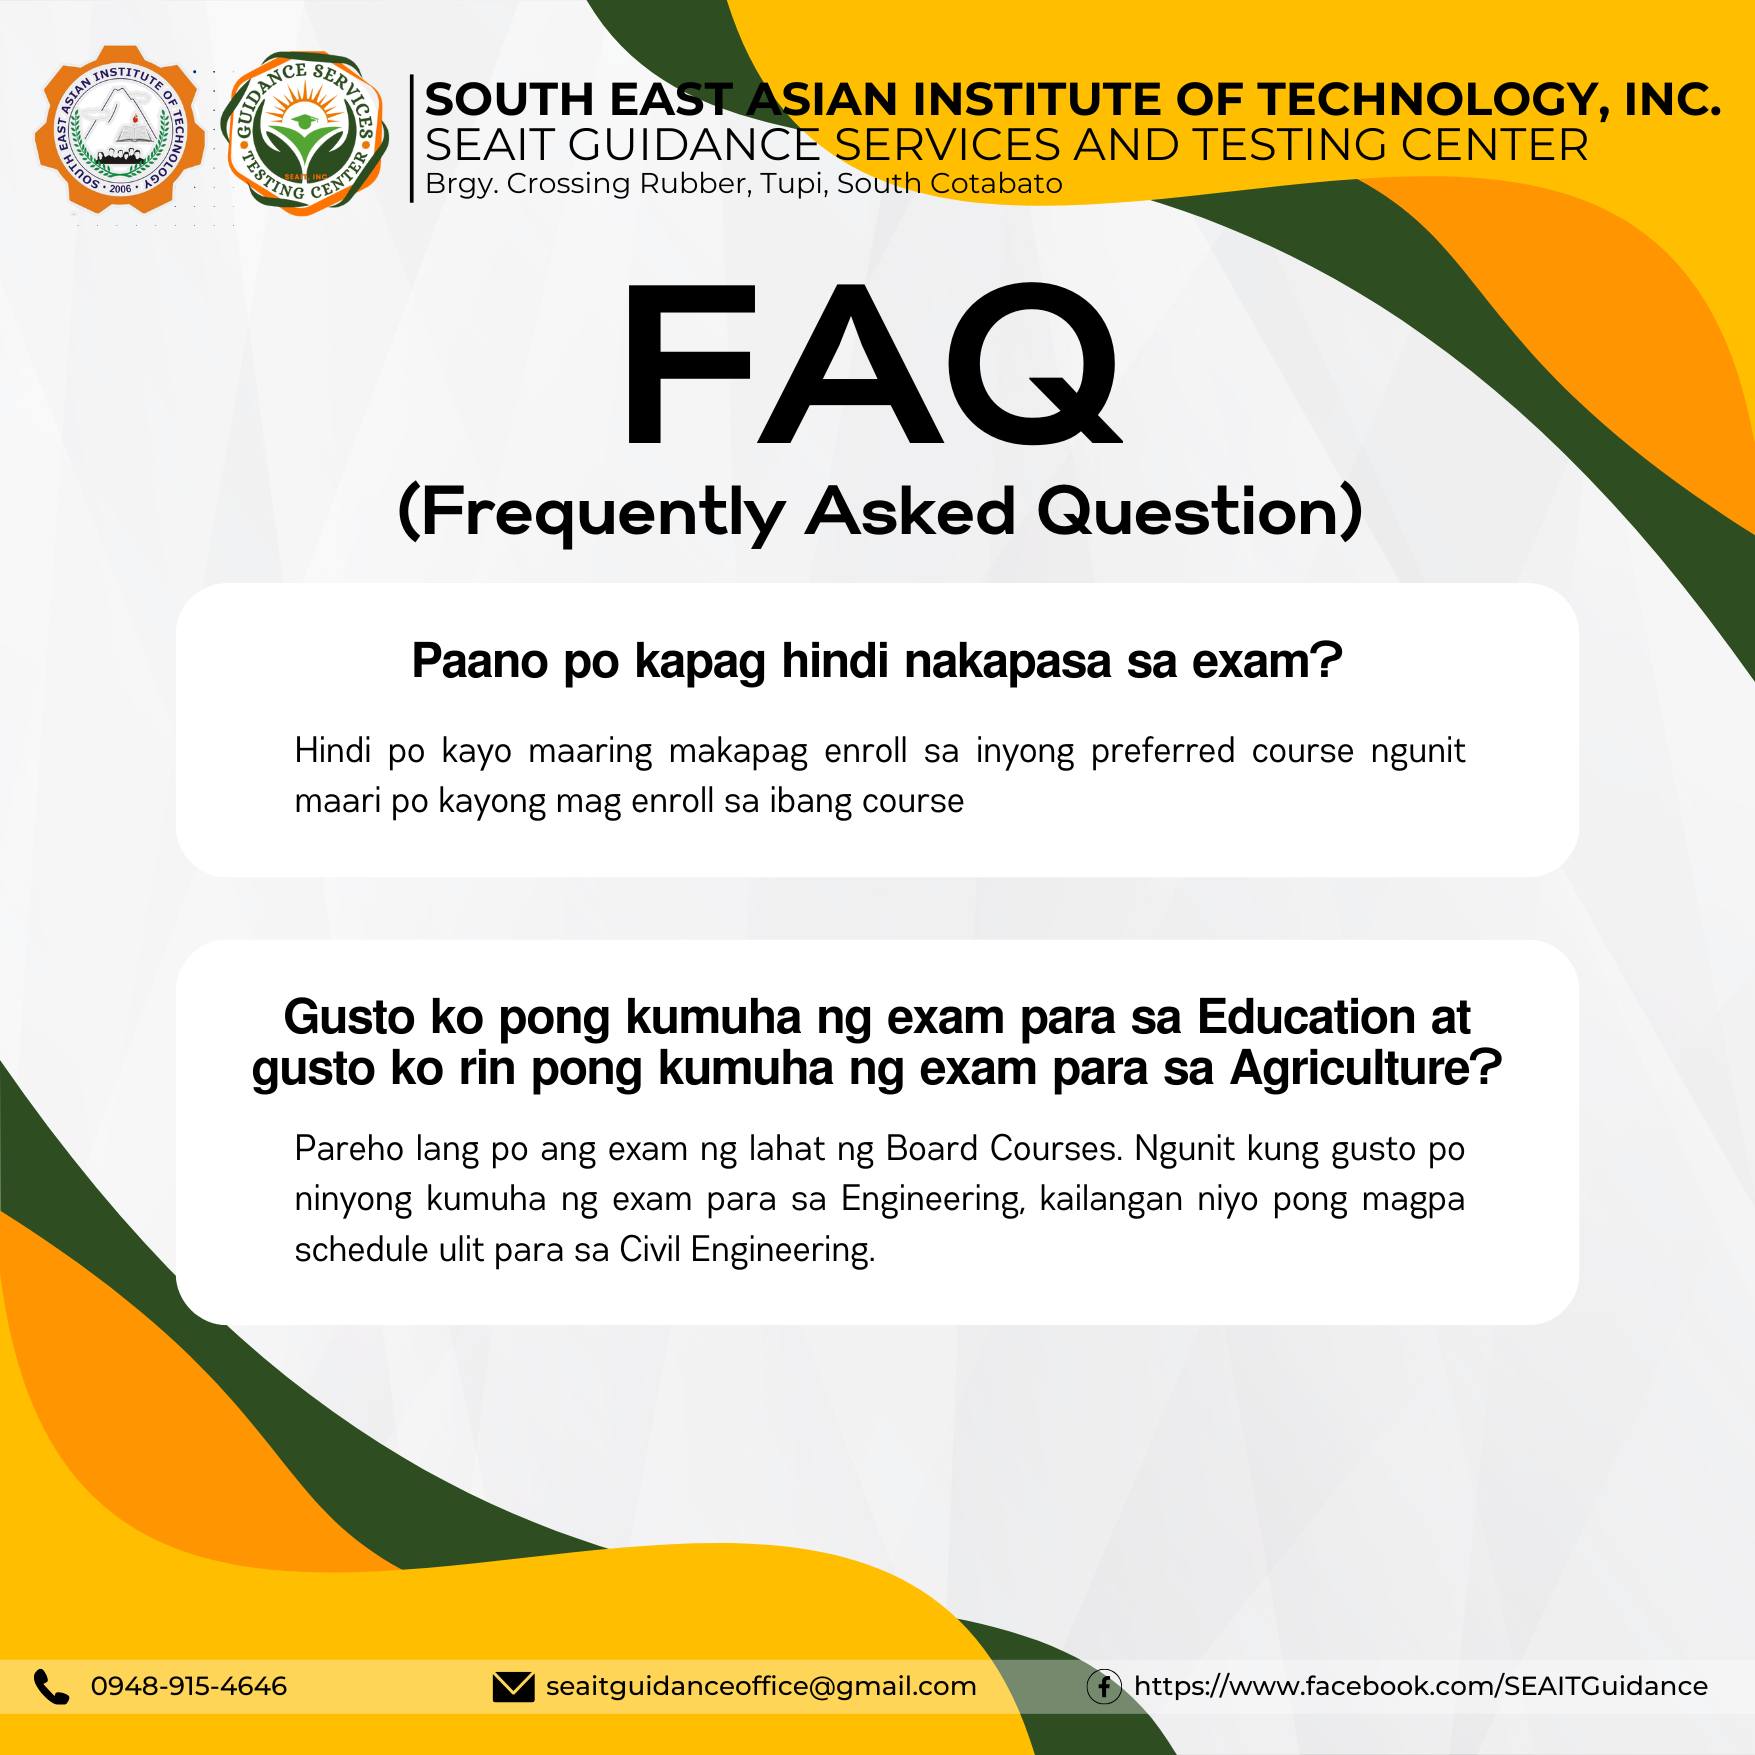 SOUTH EAST ASIAN INSTITUTE OF TECHNOLOGY
2006
GUIDANCE SERVICES
SEAIT, INC.
TESTING CENTER
SOUTH EAST ASIAN INSTITUTE OF TECHNOLOGY, INC.
SEAIT GUIDANCE SERVICES AND TESTING CENTER
Brgy. Crossing Rubber, Tupi, South Cotabato
FAQ
(Frequently Asked Question)
Paano po kapag hindi nakapasa sa exam?
Hindi po kayo maaring makapag enroll sa inyong preferred course ngunit
maari po kayong mag enroll sa ibang course
Gusto ko pong kumuha ng exam para sa Education at
gusto ko rin pong kumuha ng exam para sa Agriculture?
Pareho lang po ang exam ng lahat ng Board Courses. Ngunit kung gusto po
ninyong kumuha ng exam para sa Engineering, kailangan niyo pong magpa
schedule ulit para sa Civil Engineering.
0948-915-4646
seaitguidanceoffice@gmail.com
https://www.facebook.com/SEAITGuidance